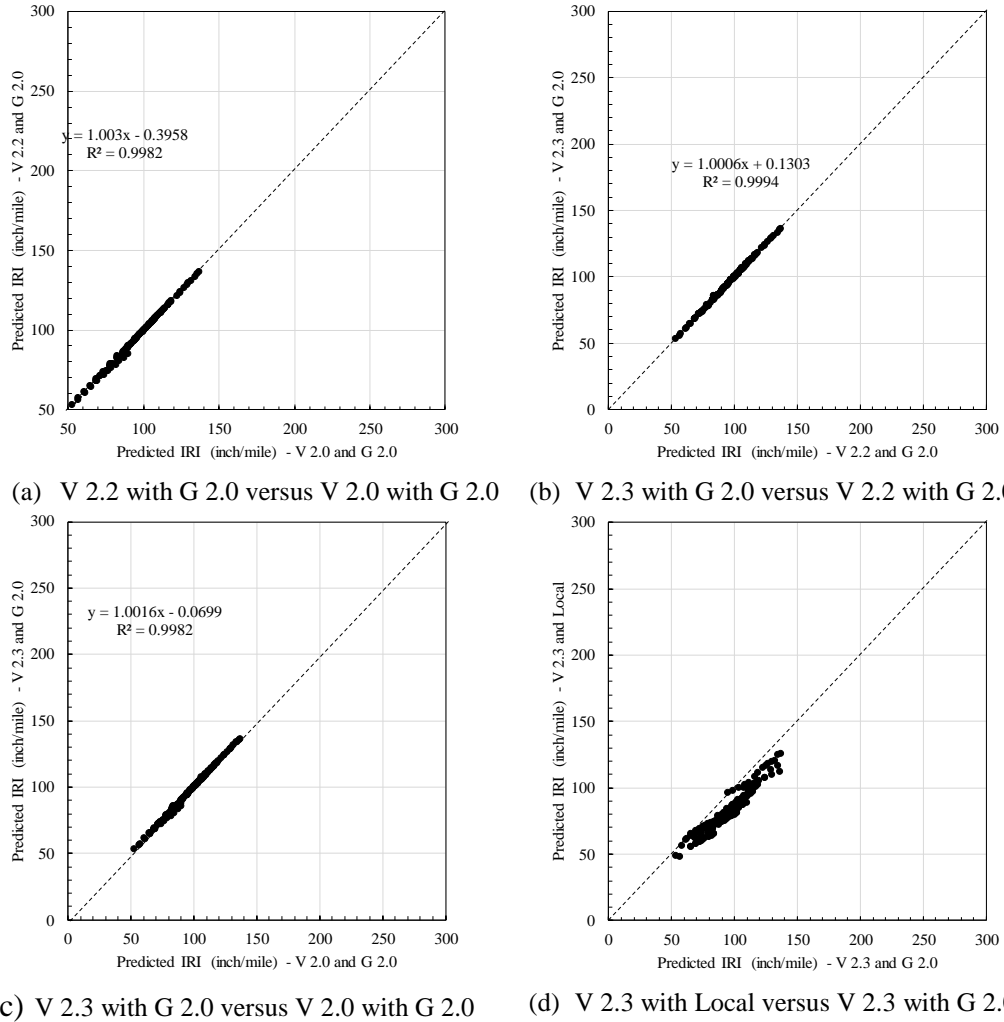 300
250
200
150
100
50
Predicted IRI (inch/mile) - V 2.2 and G 2.0
y = 1.003x - 0.3958
R² = 0.9982
50 100 150 200 250 300
Predicted IRI (inch/mile) - V 2.0 and G 2.0
(a) V 2.2 with G 2.0 versus V 2.0 with G 2.0
300
250
200
150
100
50
0
Predicted IRI (inch/mile) - V 2.3 and G 2.0
y = 1.0006x + 0.1303
R² = 0.9994
0 50 100 150 200 250 300
Predicted IRI (inch/mile) - V 2.2 and G 2.0
(b) V 2.3 with G 2.0 versus V 2.2 with G 2.0
300
250
200
150
100
50
0
Predicted IRI (inch/mile) - V 2.3 and G 2.0
y = 1.0016x - 0.0699
R² = 0.9982
0 50 100 150 200 250 300
Predicted IRI (inch/mile) - V 2.0 and G 2.0
c) V 2.3 with G 2.0 versus V 2.0 with G 2.0
300
250
200
150
100
50
0
Predicted IRI (inch/mile) - V 2.3 and Local
0 50 100 150 200 250 300
Predicted IRI (inch/mile) - V 2.3 and G 2.0
(d) V 2.3 with Local versus V 2.3 with G 2.0